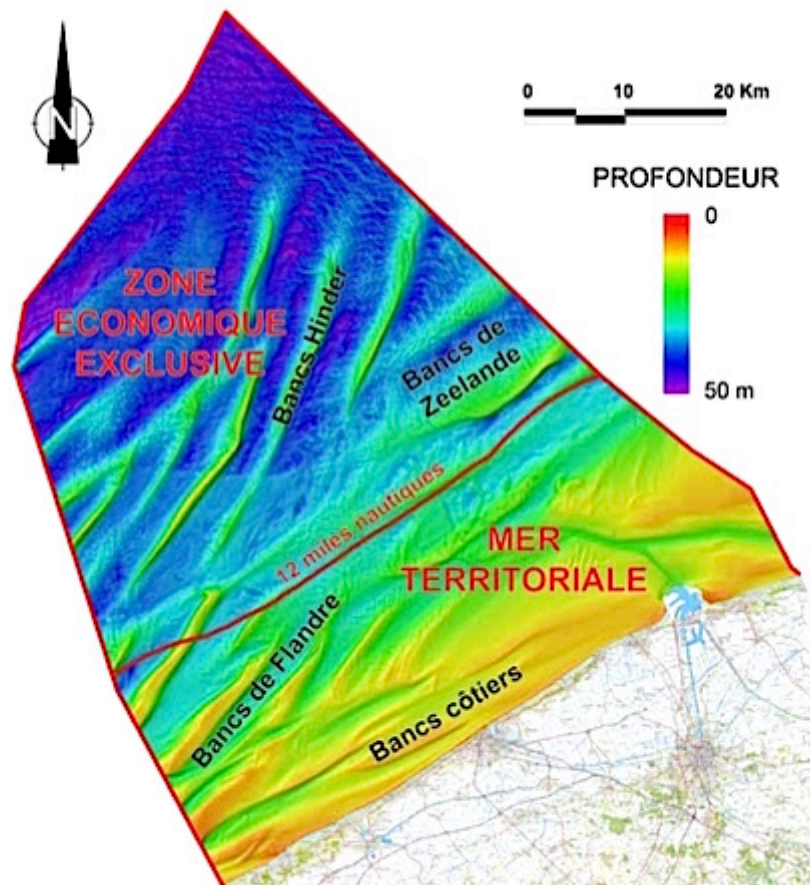 N
0 10 20 Km
PROFONDEUR
0
50 m
ZONE
ECONOMIQUE
EXCLUSIVE
Bancs Hinder
Bancs de
Zeelande
12 miles nautiques
MER
TERRITORIALE
Bancs de Flandre
Bancs côtiers